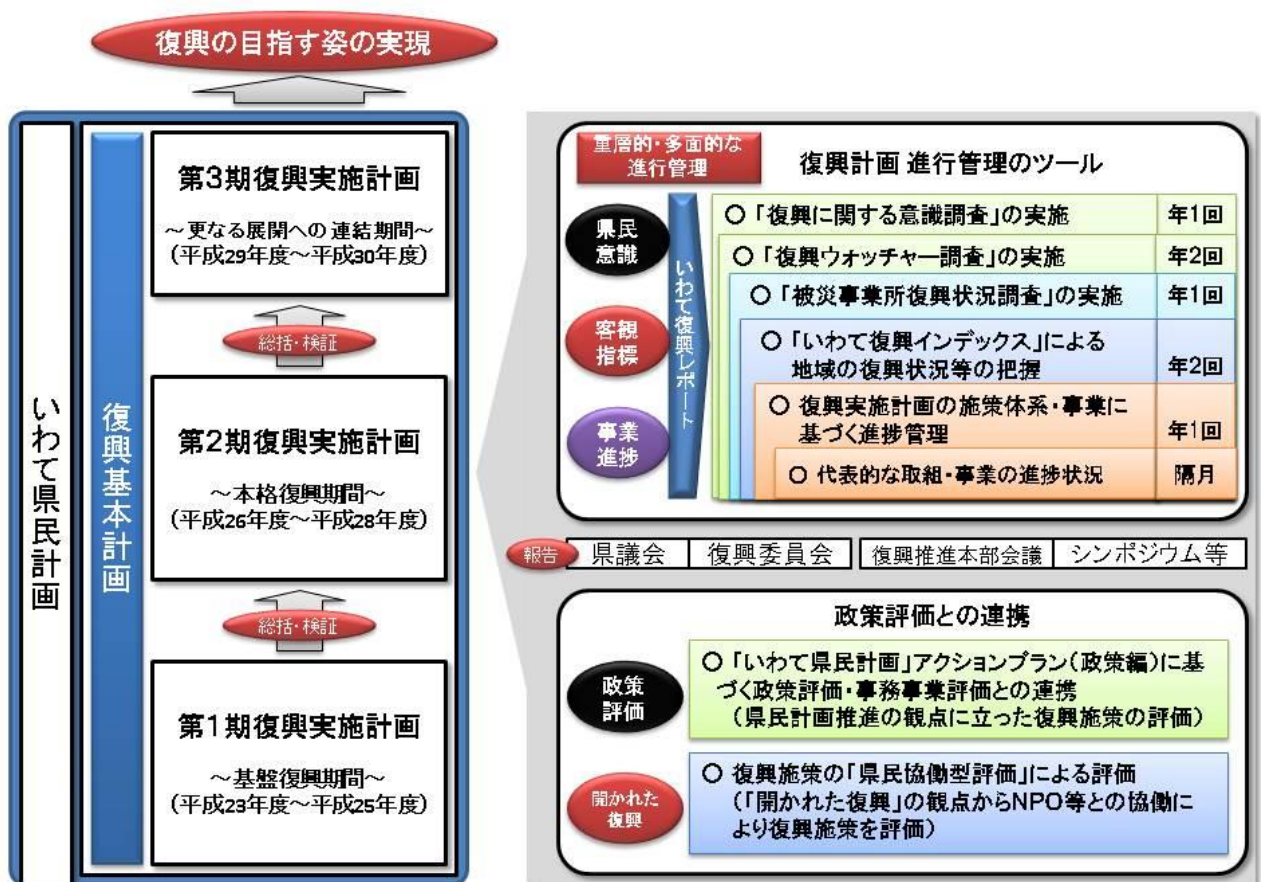 復興の目指す姿の実現
いわて県民計画
復興基本計画
第3期復興実施計画
～更なる展開への連結期間～
(平成29年度～平成30年度)
総括・検証
第2期復興実施計画
～本格復興期間～
(平成26年度～平成28年度)
総括・検証
第1期復興実施計画
～基盤復興期間～
(平成23年度～平成25年度)
重層的・多面的な
進行管理
復興計画 進行管理のツール
県民
意識
客観
指標
事業
進捗
いわて復興レポート
○「復興に関する意識調査」の実施 年1回
○「復興ウォッチャー調査」の実施 年2回
○「被災事業所復興状況調査」の実施 年1回
○「いわて復興インデックス」による
地域の復興状況等の把握 年2回
○ 復興実施計画の施策体系・事業に
基づく進捗管理 年1回
○ 代表的な取組・事業の進捗状況 隔月
報告 県議会 復興委員会 復興推進本部会議 シンポジウム等
政策評価との連携
政策
評価
○「いわて県民計画」アクションプラン(政策編)に基
づく政策評価・事務事業評価との連携
(県民計画推進の観点に立った復興施策の評価)
開かれた
復興
○ 復興施策の「県民協働型評価」による評価
(「開かれた復興」の観点からNPO等との協働に
より復興施策を評価)